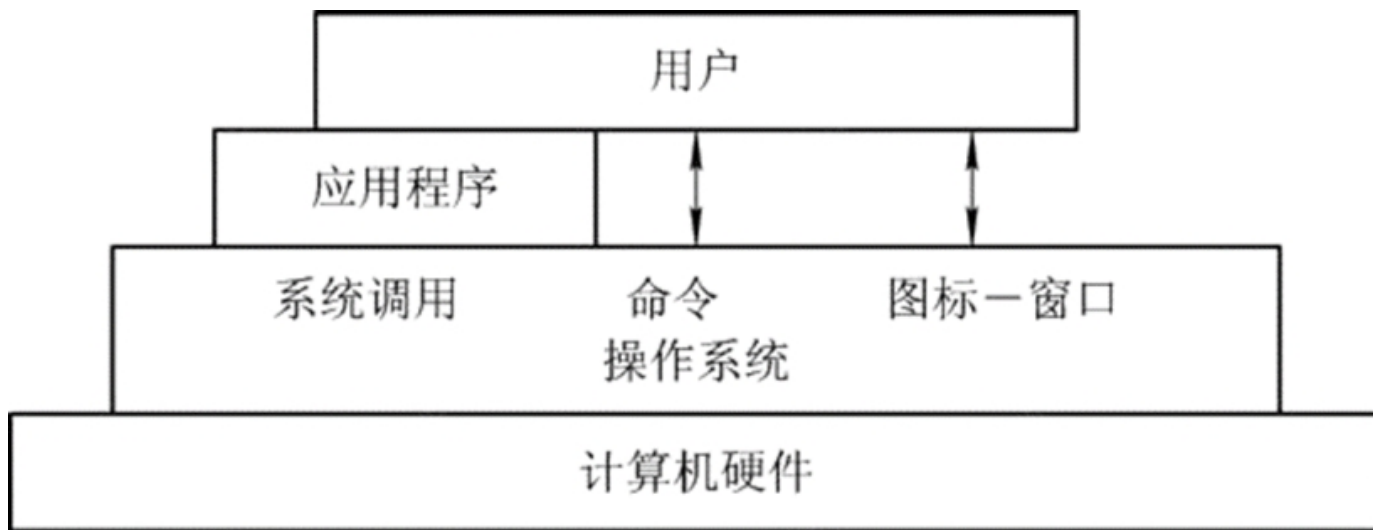 用户
应用程序
系统调用 命令 图标－窗口
操作系统
计算机硬件